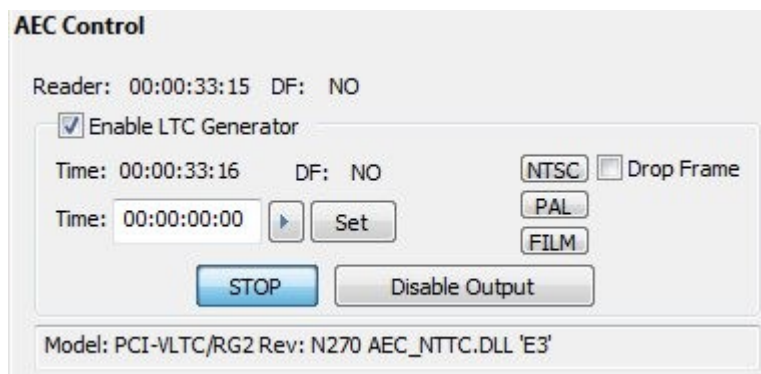 AEC Control
Reader: 00:00:33:15 DF: NO
Enable LTC Generator
Time: 00:00:33:16 DF: NO NTSC Drop Frame
Time: 00:00:00:00 Set PAL
FILM
STOP Disable Output
Model: PCI-VLTC/RG2 Rev: N270 AEC_NTTC.DLL 'E3'